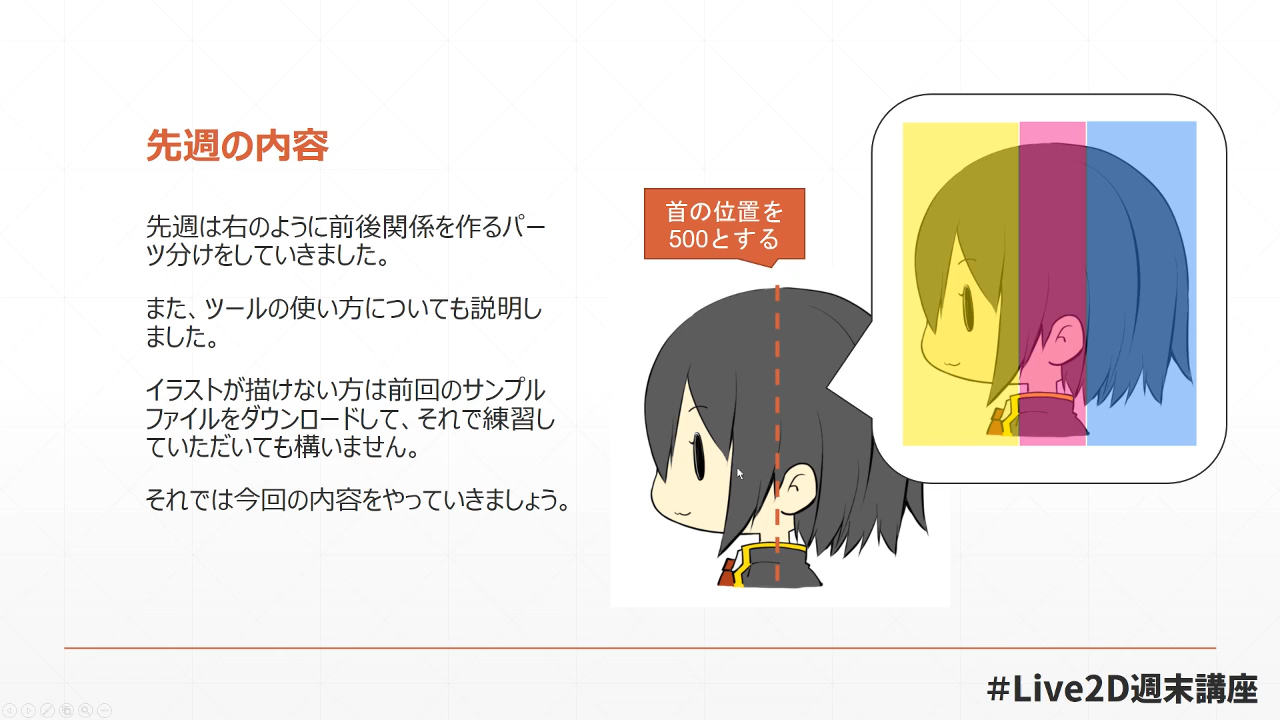 先週の内容
先週は右のように前後関係を作るパー
ツ分けをしていきました。
また、ツールの使い方についても説明し
ました。
イラストが描けない方は前回のサンプル
ファイルをダウンロードして、それで練習し
ていただいても構いません。
それでは今回の内容をやっていきましょう。
首の位置を
500とする
#Live2D週末講座